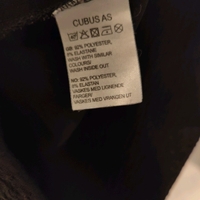 CUBUS AS
GB: 92% POLYESTER,
8% ELASTANE
WASH WITH SIMILAR
COLOURS
WASH INSIDE OUT
NO: 92% POLYESTER,
8% ELASTAN
VASKES MED LIGNENDE
FARGER
VASKES MED VRANGEN UT